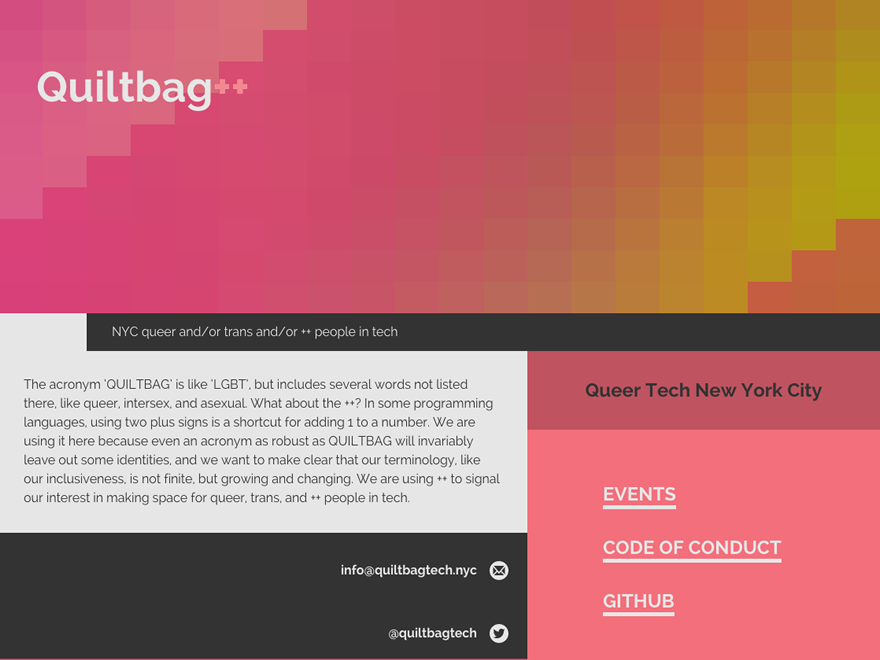 Quiltbag++
NYC queer and/or trans and/or ++ people in tech
The acronym 'QUILTBAG' is like 'LGBT', but includes several words not listed
there, like queer, intersex, and asexual. What about the ++? In some programming
languages, using two plus signs is a shortcut for adding 1 to a number. We are
using it here because even an acronym as robust as QUILTBAG will invariably
leave out some identities, and we want to make clear that our terminology, like
our inclusiveness, is not finite, but growing and changing. We are using ++ to signal
our interest in making space for queer, trans, and ++ people in tech.
info@quiltbagtech.nyc
@quiltbagtech
Queer Tech New York City
EVENTS
CODE OF CONDUCT
GITHUB